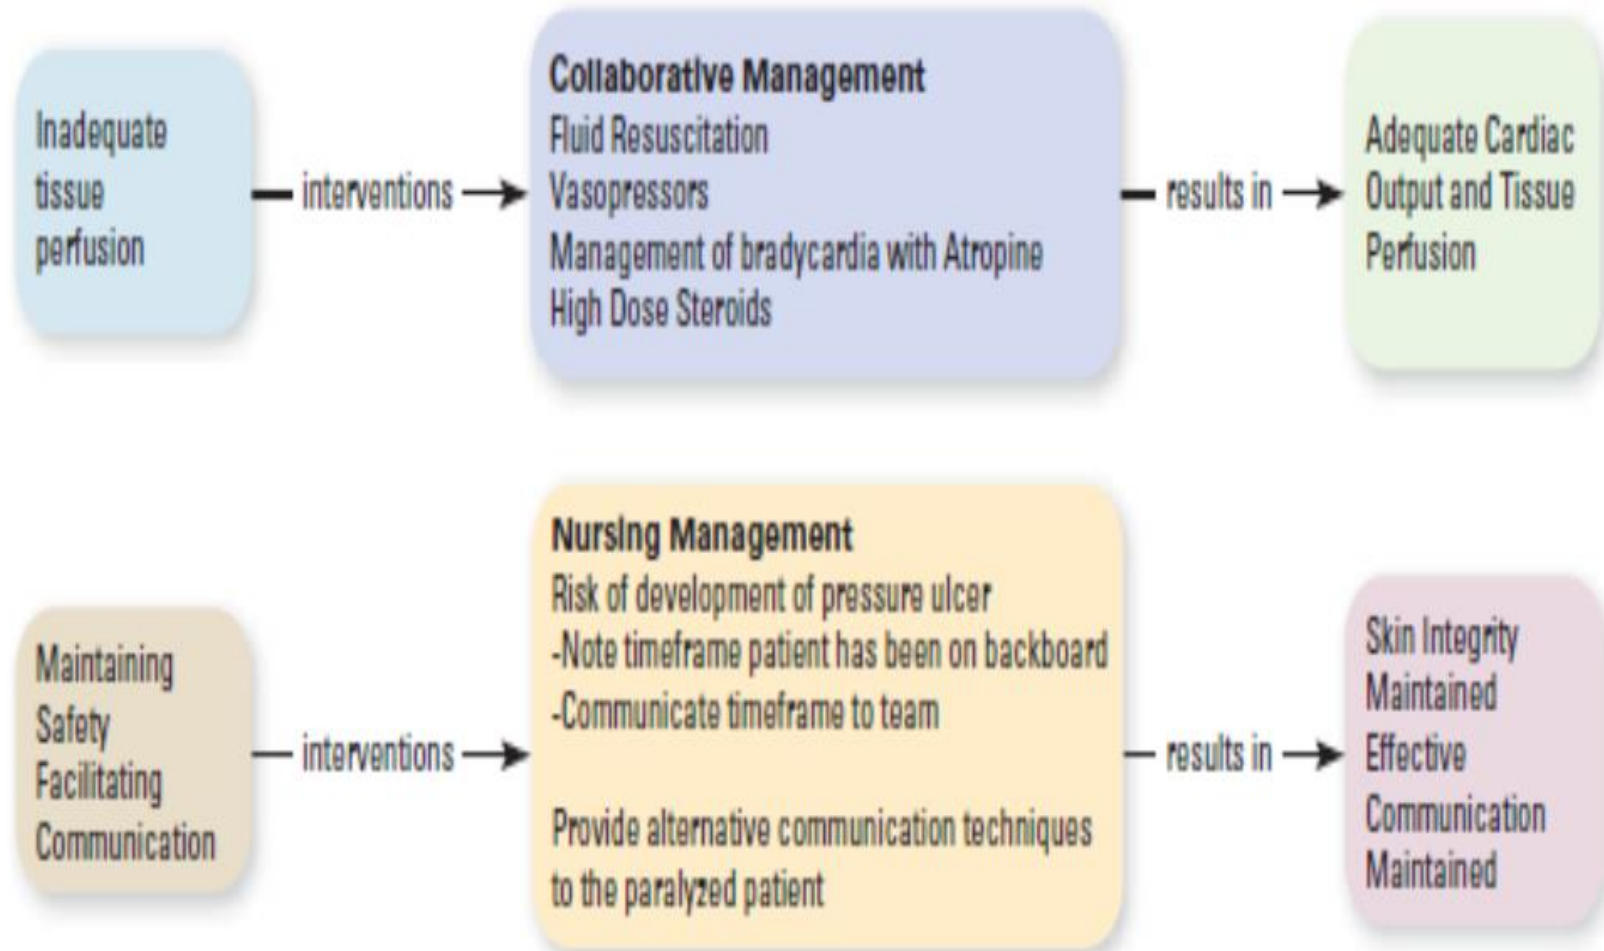 Inadequate
tissue
perfusion
interventions
Collaborative Management
Fluid Resuscitation
Vasopressors
Management of bradycardia with Atropine
High Dose Steroids
results in
Adequate Cardiac
Output and Tissue
Perfusion
Maintaining
Safety
Facilitating
Communication
interventions
Nursing Management
Risk of development of pressure ulcer
-Note timeframe patient has been on backboard
-Communicate timeframe to team
Provide alternative communication techniques
to the paralyzed patient
results in
Skin Integrity
Maintained
Effective
Communication
Maintained